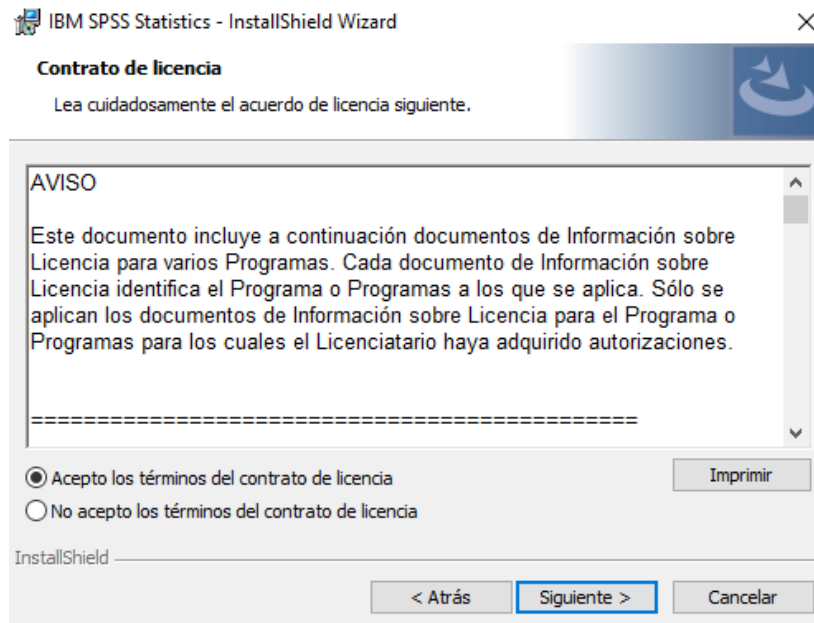 IBM SPSS Statistics - InstallShield Wizard
Contrato de licencia
Lea cuidadosamente el acuerdo de licencia siguiente.
AVISO
Este documento incluye a continuación documentos de Información sobre
Licencia para varios Programas. Cada documento de Información sobre
Licencia identifica el Programa o Programas a los que se aplica. Sólo se
aplican los documentos de Información sobre Licencia para el Programa o
Programas para los cuales el Licenciatario haya adquirido autorizaciones.
==============================================
Acepto los términos del contrato de licencia
Imprimir
No acepto los términos del contrato de licencia
InstallShield
< Atrás
Siguiente >
Cancelar